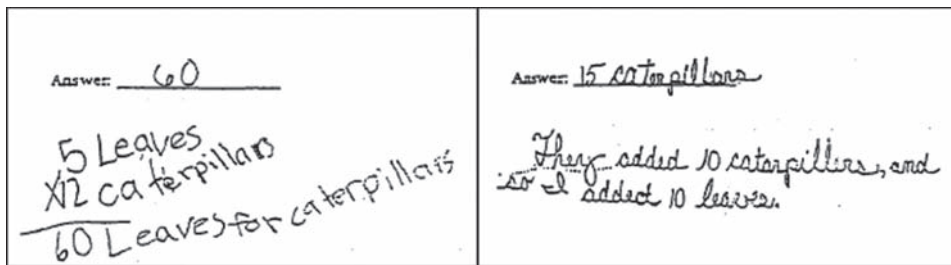 Answer: 60
5 Leaves
X12 caterpillars
60 Leaves for caterpillars
Answer: 15 caterpillars
They added 10 caterpillers, and
so I added 10 leaves.